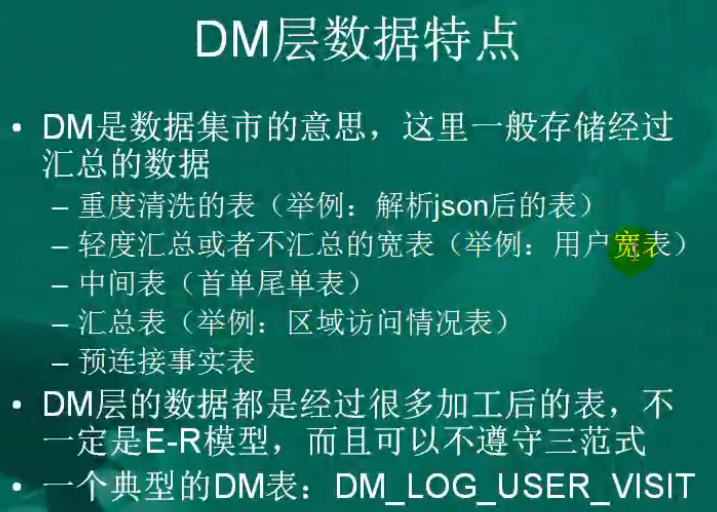 DM层数据特点
• DM是数据集市的意思，这里一般存储经过
汇总的数据
– 重度清洗的表（举例：解析json后的表）
– 轻度汇总或者不汇总的宽表（举例：用户宽表）
– 中间表（首单尾单表）
– 汇总表（举例：区域访问情况表）
– 预连接事实表
• DM层的数据都是经过很多加工后的表，不
一定是E-R模型，而且可以不遵守三范式
• 一个典型的DM表：DM_LOG_USER_VISIT